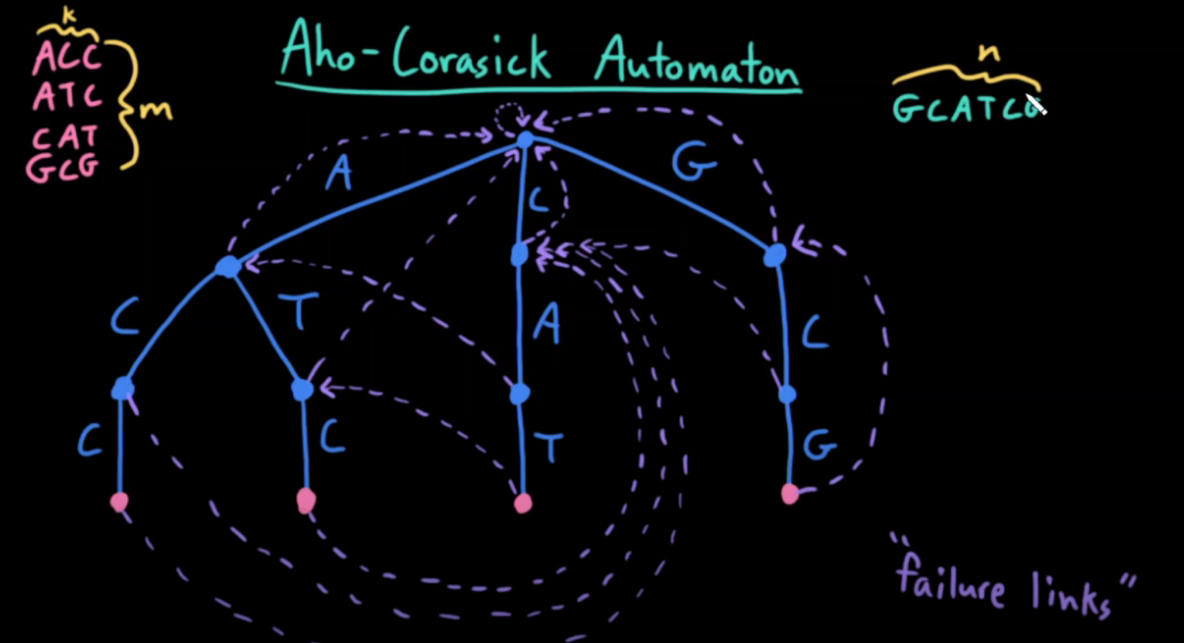 Aho-Corasick Automaton
k
ACC
ATC
CAT
GCG
m
n
GCATCG
A
C
G
C
T
A
C
C
C
T
G
"failure links"